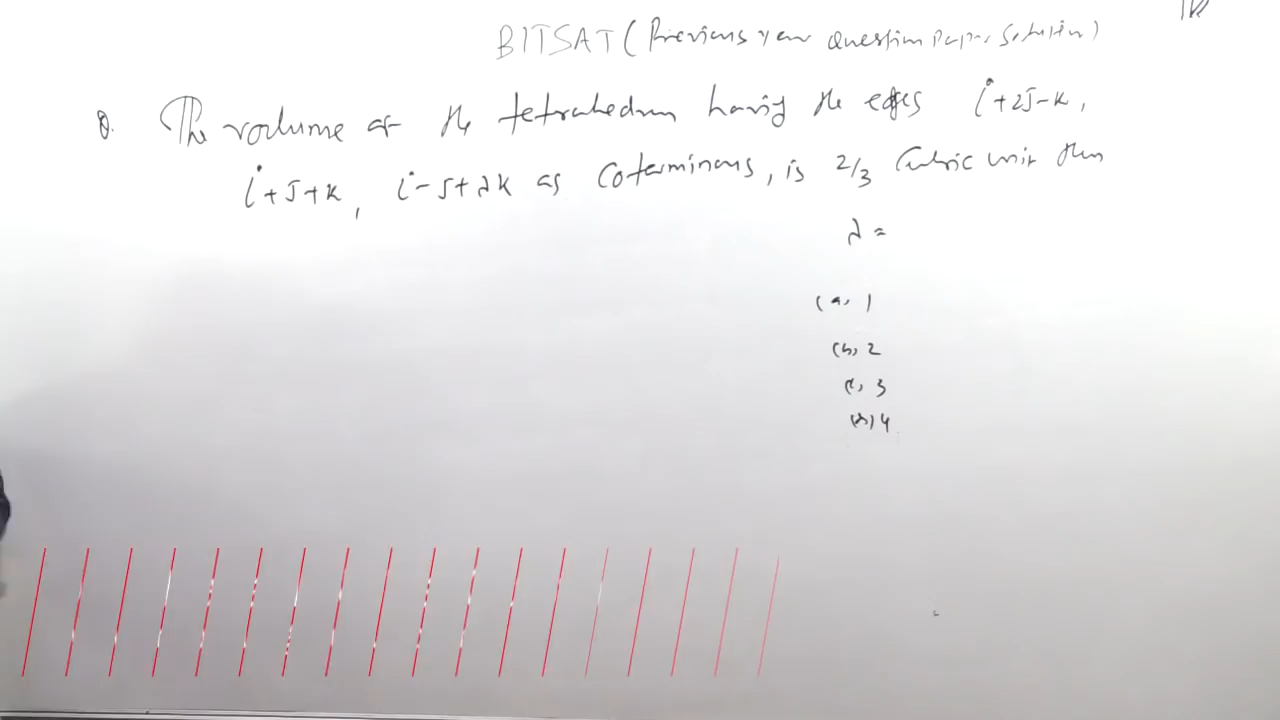 BITSAT (Previous year Question Paper Solution)
Q. The volume of the tetrahedron having the edges i+2J-k,
i+J+k, i-J+λk as Coterminous, is 2/3 Cubic unit then
λ =
(a) 1
(b) 2
(c) 3
(d) 4